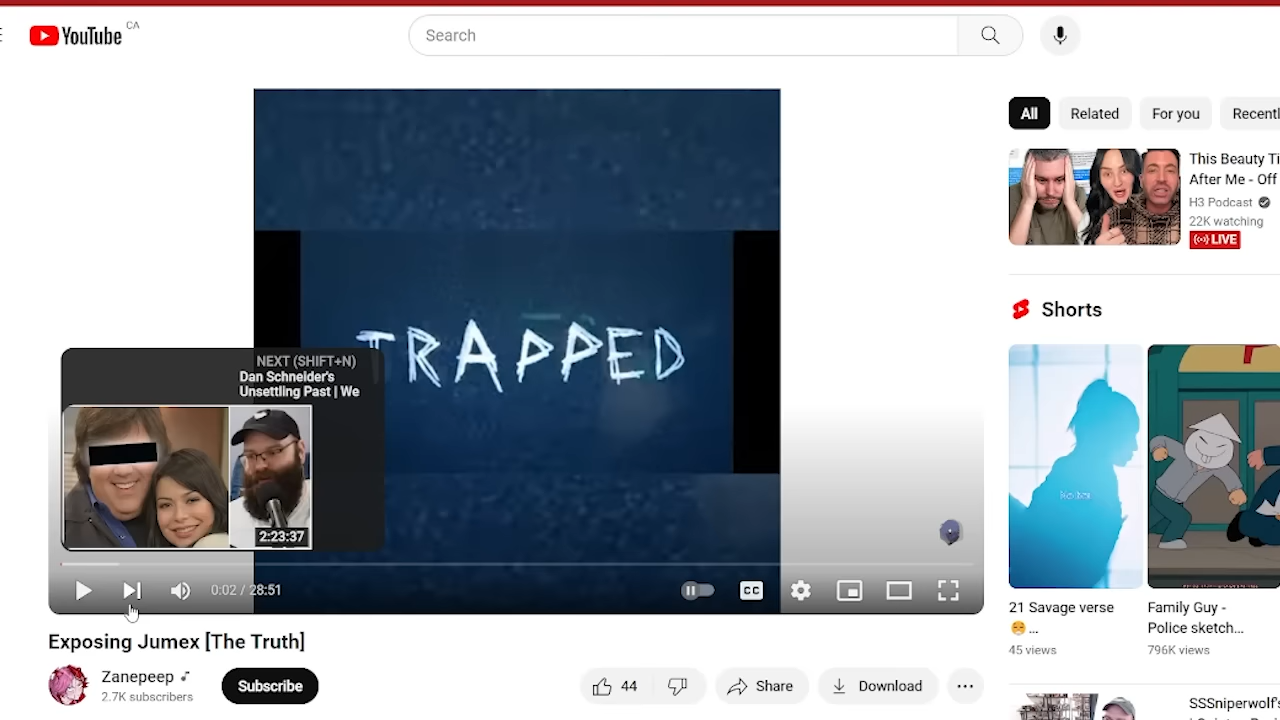 YouTube CA
Search
All
Related
For you
Recentl
This Beauty Ti
After Me - Off
H3 Podcast
22K watching
LIVE
TRAPPED
NEXT (SHIFT+N)
Dan Schneider's
Unsettling Past | We
2:23:37
0:02 / 28:51
CC
Shorts
21 Savage verse
...
45 views
Family Guy -
Police sketch...
796K views
Exposing Jumex [The Truth]
Zanepeep
2.7K subscribers
Subscribe
44
Share
Download
SSSniperwolf's